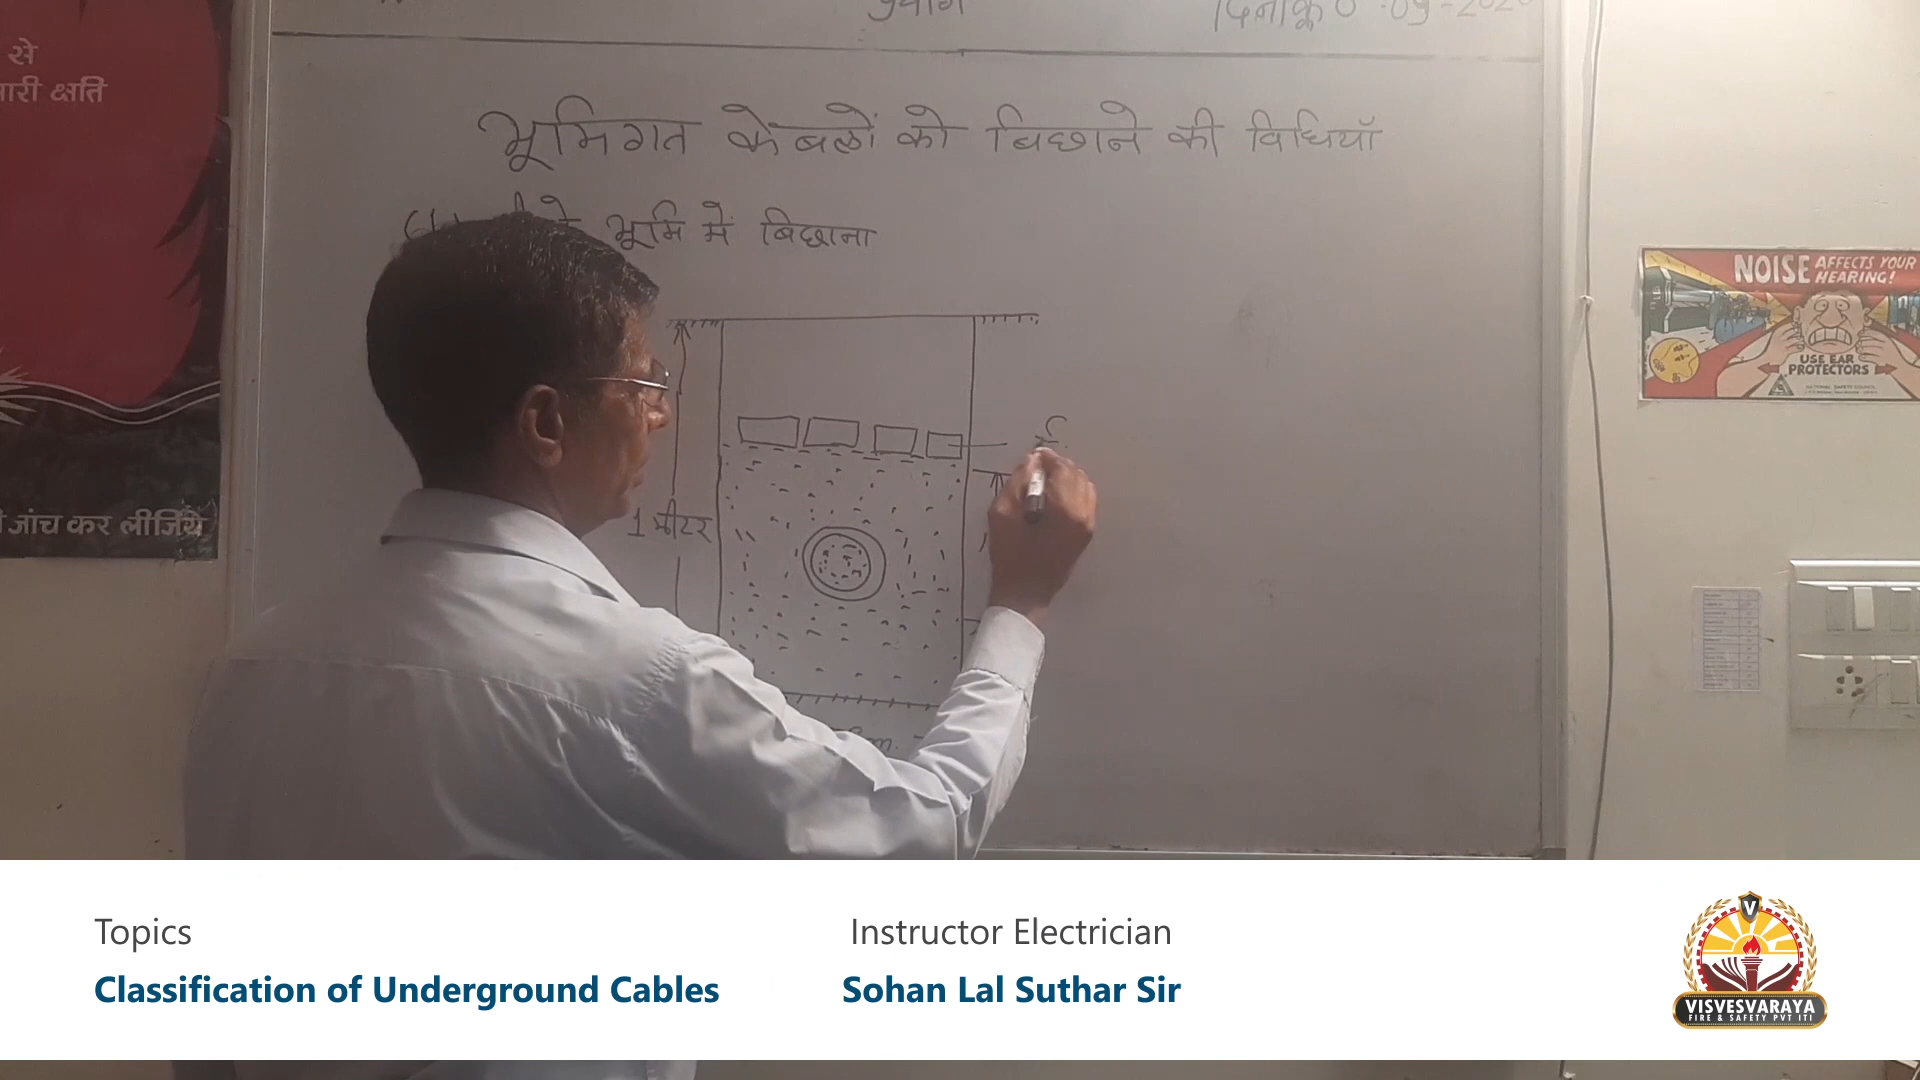 से
क्षति
जांच कर लीजिये
भूमिगत केबलों को बिछाने की विधियाँ
भूमि में बिछाना
1 मीटर
NOISE AFFECTS YOUR HEARING!
USE EAR PROTECTORS
Topics
Classification of Underground Cables
Instructor Electrician
Sohan Lal Suthar Sir
V
VISVESVARAYA
FIRE & SAFETY PVT ITI